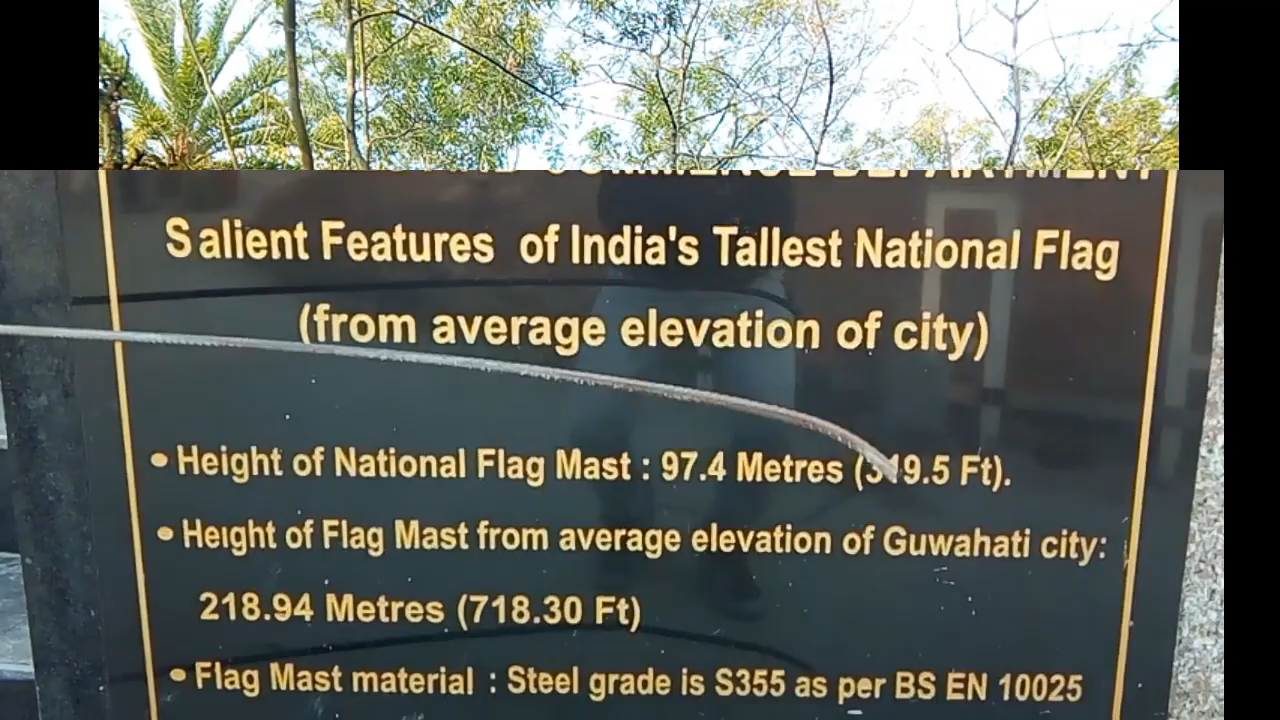 COMMERCE DEPARTMENT
Salient Features of India's Tallest National Flag
(from average elevation of city)
• Height of National Flag Mast : 97.4 Metres (319.5 Ft).
• Height of Flag Mast from average elevation of Guwahati city:
218.94 Metres (718.30 Ft)
• Flag Mast material : Steel grade is S355 as per BS EN 10025